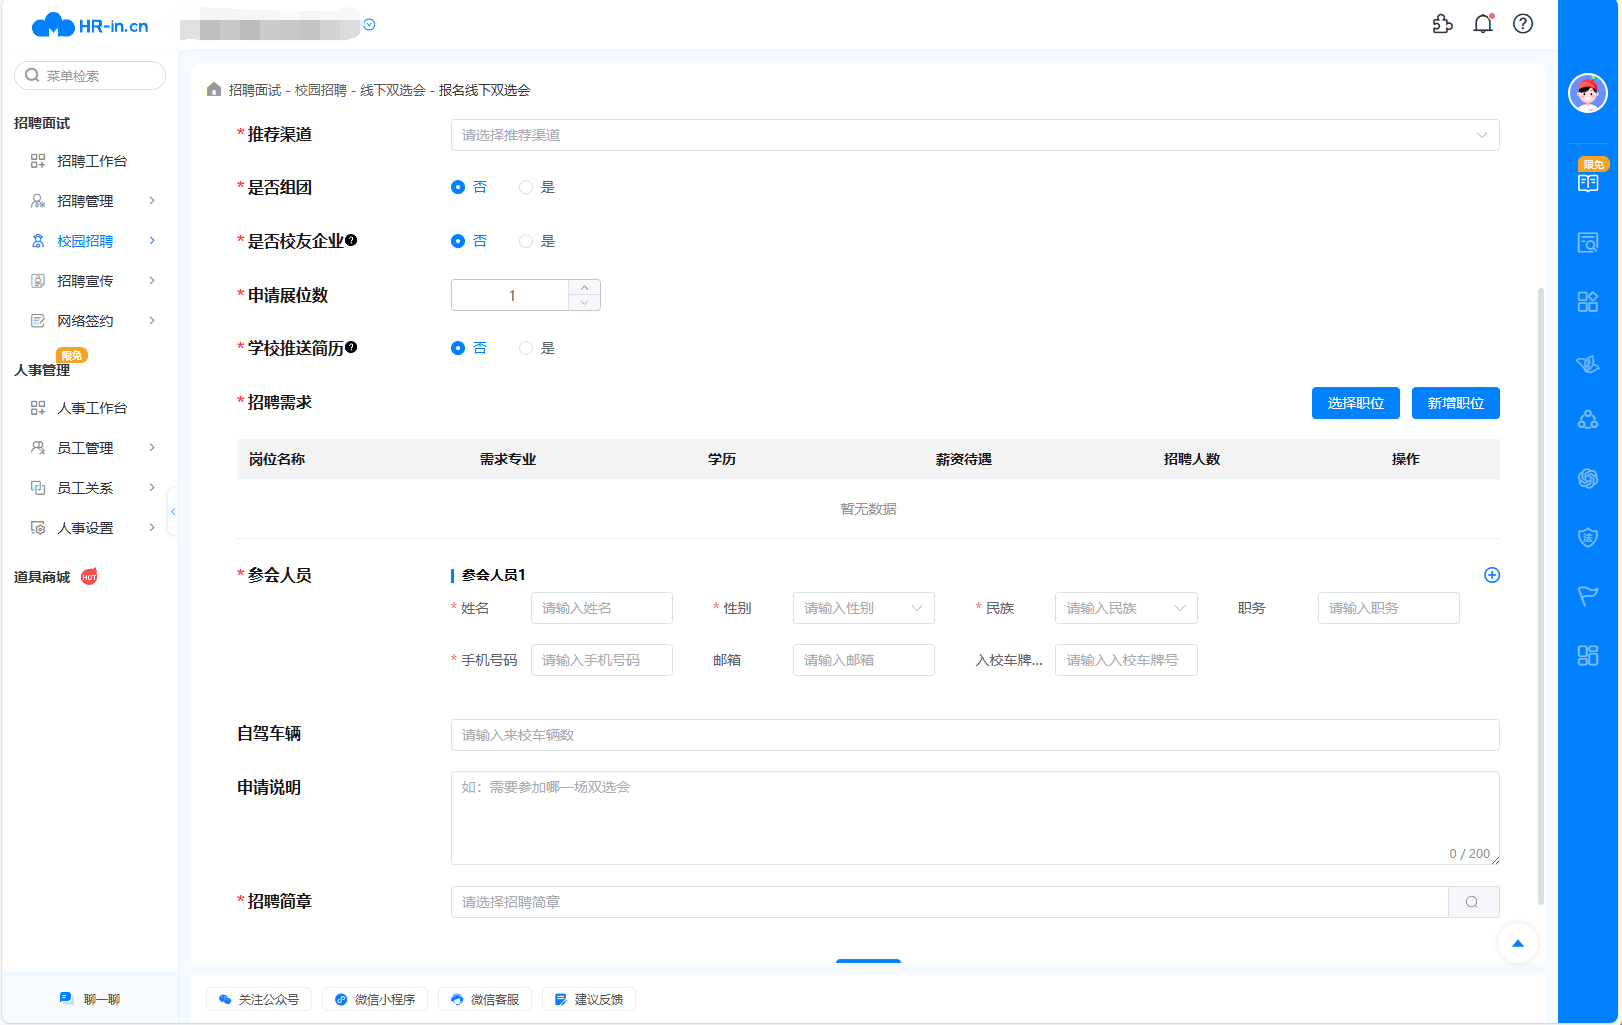 HR-in.cn
菜单检索
招聘面试
招聘工作台
招聘管理
校园招聘
招聘宣传
网络签约
限免
人事管理
人事工作台
员工管理
员工关系
人事设置
道具商城 HOT
聊一聊
招聘面试 - 校园招聘 - 线下双选会 - 报名线下双选会
* 推荐渠道 请选择推荐渠道
* 是否组团 否 是
* 是否校友企业 ? 否 是
* 申请展位数 1
* 学校推送简历 ? 否 是
* 招聘需求 选择职位 新增职位
岗位名称 需求专业 学历 薪资待遇 招聘人数 操作
暂无数据
* 参会人员 参会人员1
* 姓名 请输入姓名 * 性别 请输入性别 * 民族 请输入民族 职务 请输入职务
* 手机号码 请输入手机号码 邮箱 请输入邮箱 入校车牌... 请输入入校车牌号
自驾车辆 请输入来校车辆数
申请说明 如：需要参加哪一场双选会
0 / 200
* 招聘简章 请选择招聘简章
关注公众号 微信小程序 微信客服 建议反馈
限免
法